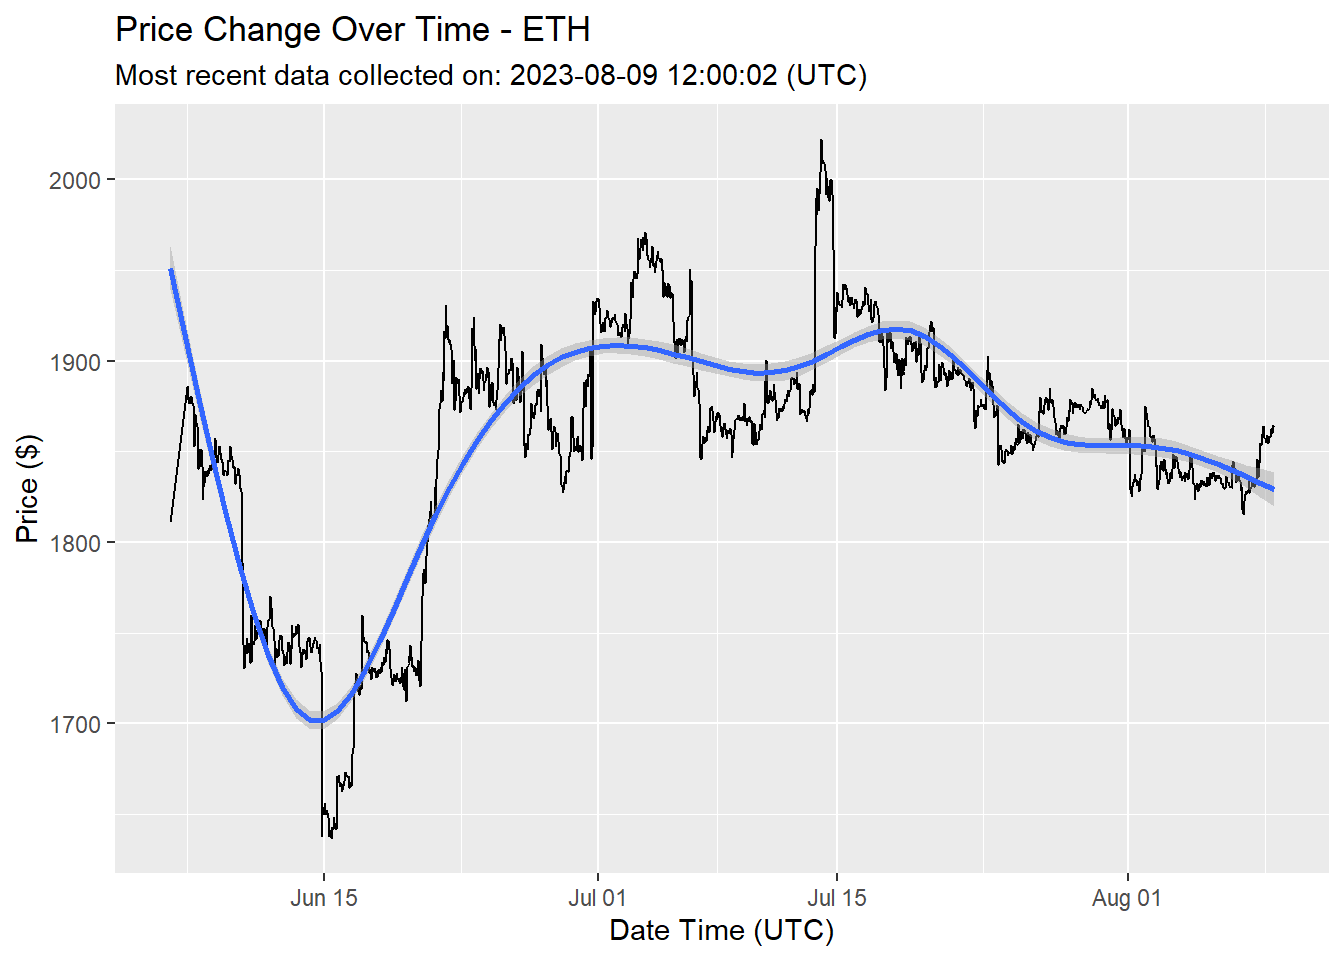 Price Change Over Time - ETH
Most recent data collected on: 2023-08-09 12:00:02 (UTC)
Price ($)
2000
1900
1800
1700
Jun 15
Jul 01
Jul 15
Aug 01
Date Time (UTC)